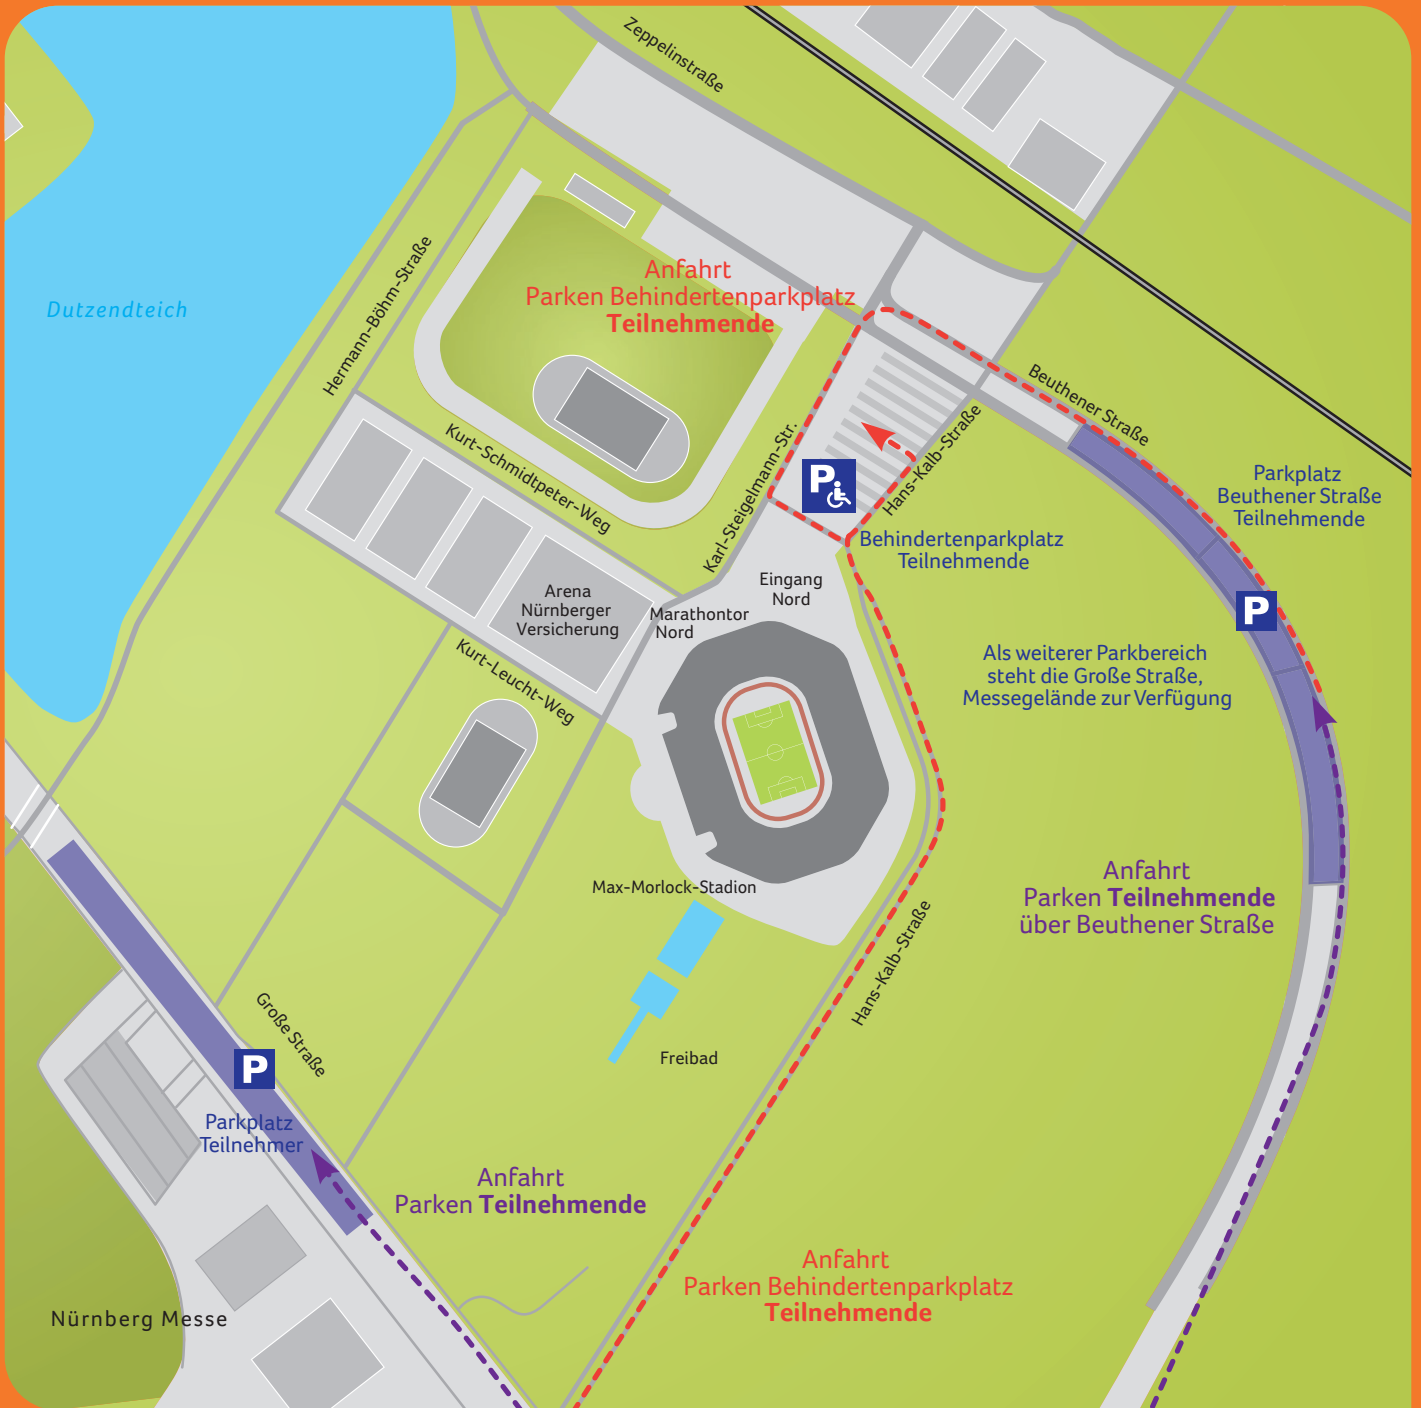 Zeppelinstraße
Dutzendteich
Hermann-Böhm-Straße
Anfahrt
Parken Behindertenparkplatz
Teilnehmende
Beuthener Straße
Kurt-Schmidtpeter-Weg
Karl-Steigelmann-Str.
Hans-Kalb-Straße
P
Parkplatz
Beuthener Straße
Teilnehmende
Behindertenparkplatz
Teilnehmende
Eingang
Nord
Arena
Nürnberger
Versicherung
Marathontor
Nord
P
Kurt-Leucht-Weg
Als weiterer Parkbereich
steht die Große Straße,
Messegelände zur Verfügung
Max-Morlock-Stadion
Anfahrt
Parken Teilnehmende
über Beuthener Straße
Hans-Kalb-Straße
Große Straße
Freibad
P
Parkplatz
Teilnehmer
Anfahrt
Parken Teilnehmende
Anfahrt
Parken Behindertenparkplatz
Teilnehmende
Nürnberg Messe